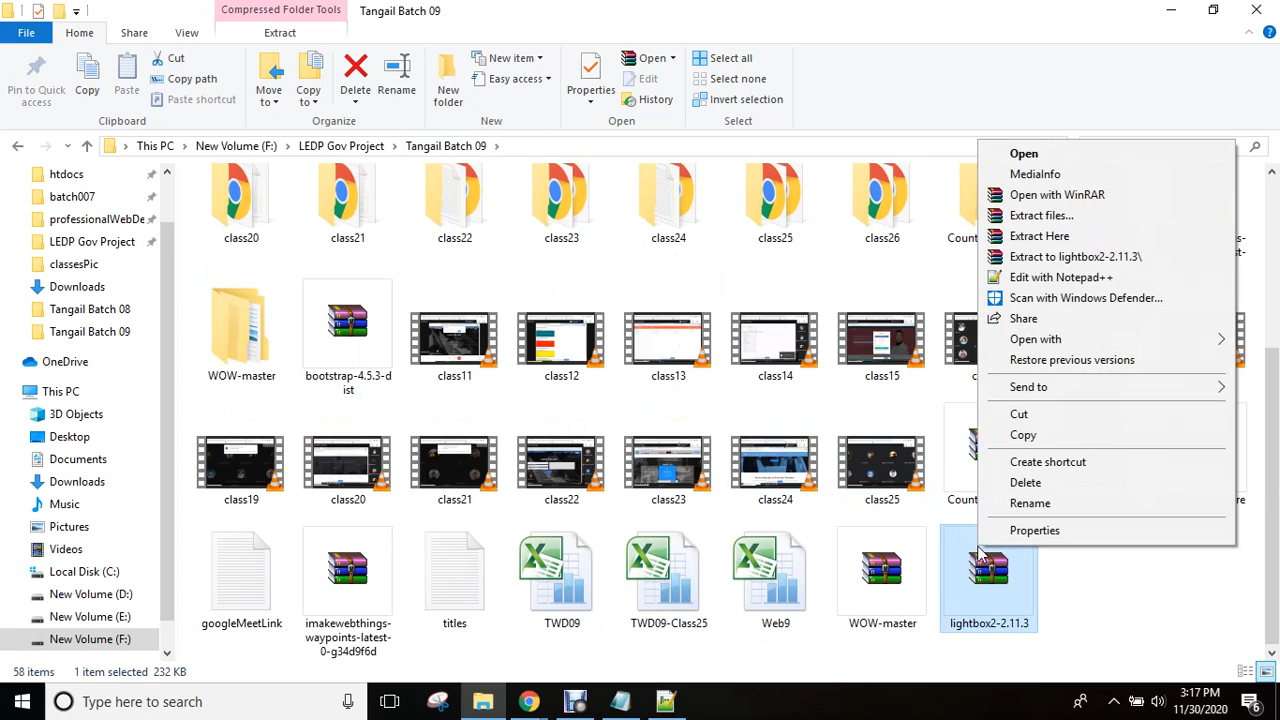 Compressed Folder Tools
Tangail Batch 09
File
Home
Share
View
Extract
Pin to Quick access
Copy
Paste
Cut
Copy path
Paste shortcut
Clipboard
Move to
Copy to
Delete
Rename
Organize
New folder
New item
Easy access
New
Properties
Open
Edit
History
Open
Select all
Select none
Invert selection
Select
This PC
New Volume (F:)
LEDP Gov Project
Tangail Batch 09
htdocs
batch007
professionalWebDe
LEDP Gov Project
classesPic
Downloads
Tangail Batch 08
Tangail Batch 09
OneDrive
This PC
3D Objects
Desktop
Documents
Downloads
Music
Pictures
Videos
Local Disk (C:)
New Volume (D:)
New Volume (E:)
New Volume (F:)
class20
class21
class22
class23
class24
class25
class26
Count
WOW-master
bootstrap-4.5.3-d
ist
class11
class12
class13
class14
class15
class19
class20
class21
class22
class23
class24
class25
Count
googleMeetLink
imakewebthings-
waypoints-latest-
0-g34d9f6d
titles
TWD09
TWD09-Class25
Web9
WOW-master
lightbox2-2.11.3
Open
MediaInfo
Open with WinRAR
Extract files...
Extract Here
Extract to lightbox2-2.11.3\
Edit with Notepad++
Scan with Windows Defender...
Share
Open with
Restore previous versions
Send to
Cut
Copy
Create shortcut
Delete
Rename
Properties
58 items
1 item selected 232 KB
Type here to search
3:17 PM
11/30/2020
6